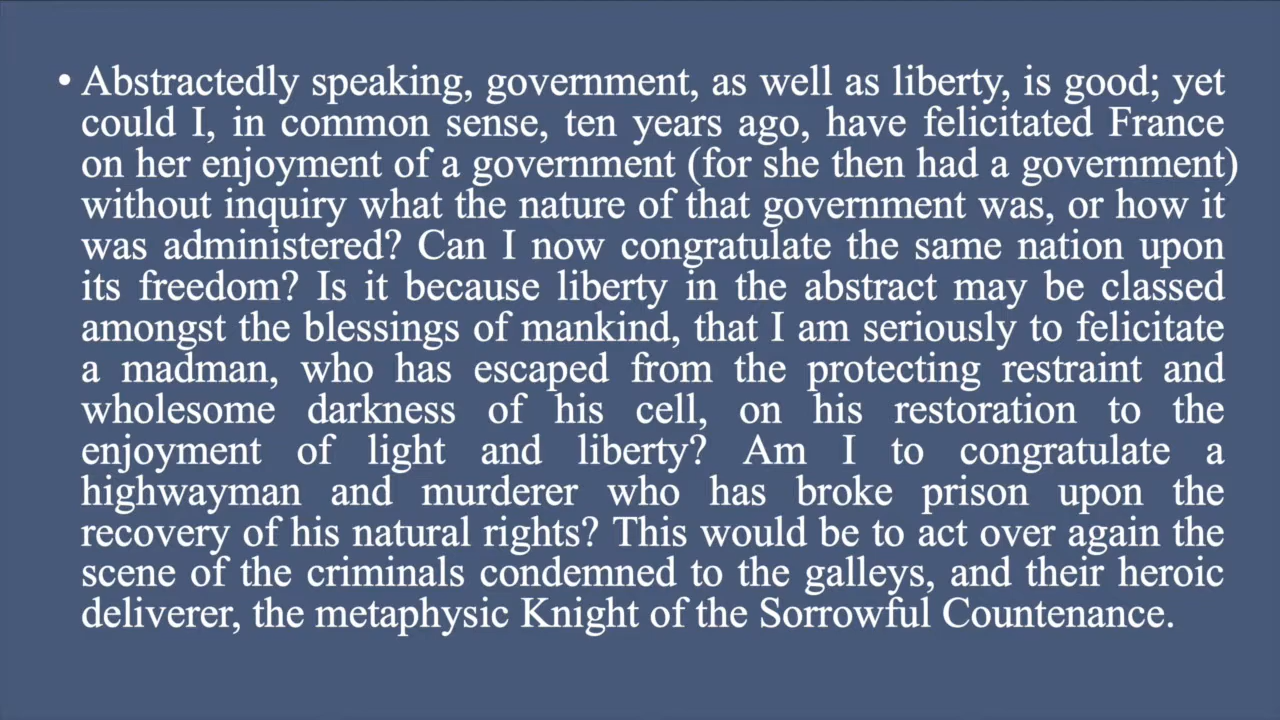 • Abstractedly speaking, government, as well as liberty, is good; yet
could I, in common sense, ten years ago, have felicitated France
on her enjoyment of a government (for she then had a government)
without inquiry what the nature of that government was, or how it
was administered? Can I now congratulate the same nation upon
its freedom? Is it because liberty in the abstract may be classed
amongst the blessings of mankind, that I am seriously to felicitate
a madman, who has escaped from the protecting restraint and
wholesome darkness of his cell, on his restoration to the
enjoyment of light and liberty? Am I to congratulate a
highwayman and murderer who has broke prison upon the
recovery of his natural rights? This would be to act over again the
scene of the criminals condemned to the galleys, and their heroic
deliverer, the metaphysic Knight of the Sorrowful Countenance.